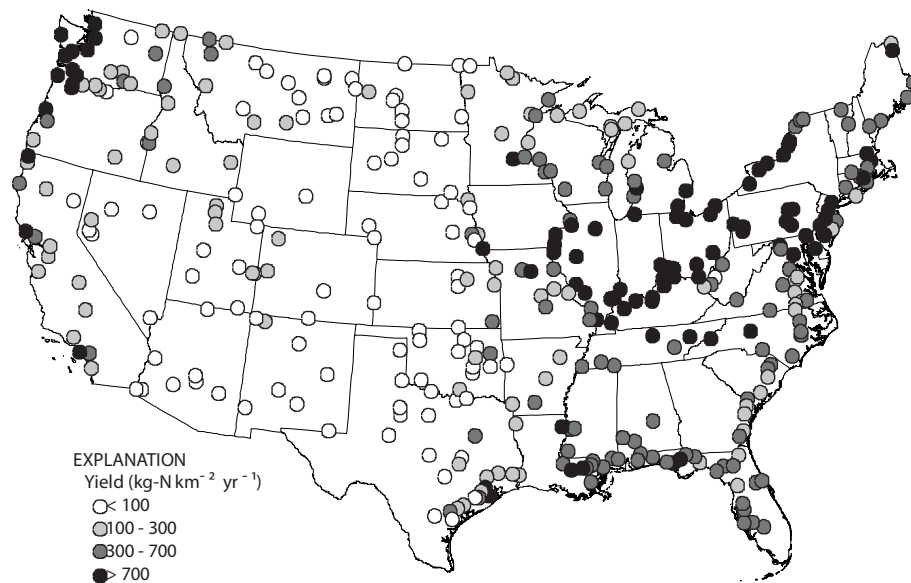 EXPLANATION
Yield (kg-N km⁻² yr⁻¹)
< 100
100 - 300
300 - 700
> 700